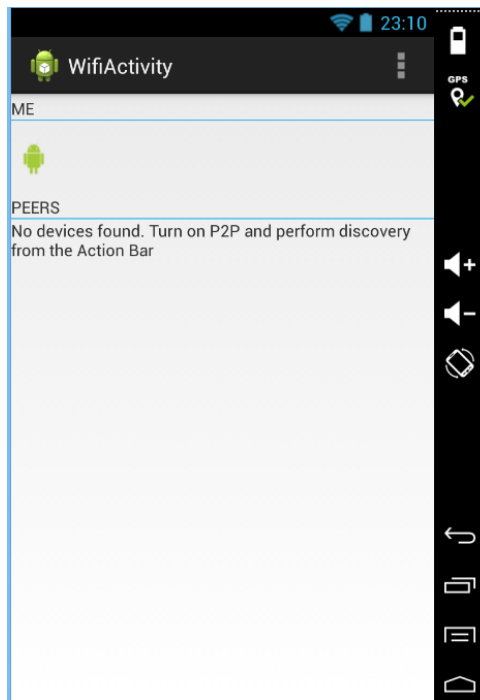 23:10
WifiActivity
GPS
ME
PEERS
No devices found. Turn on P2P and perform discovery
from the Action Bar